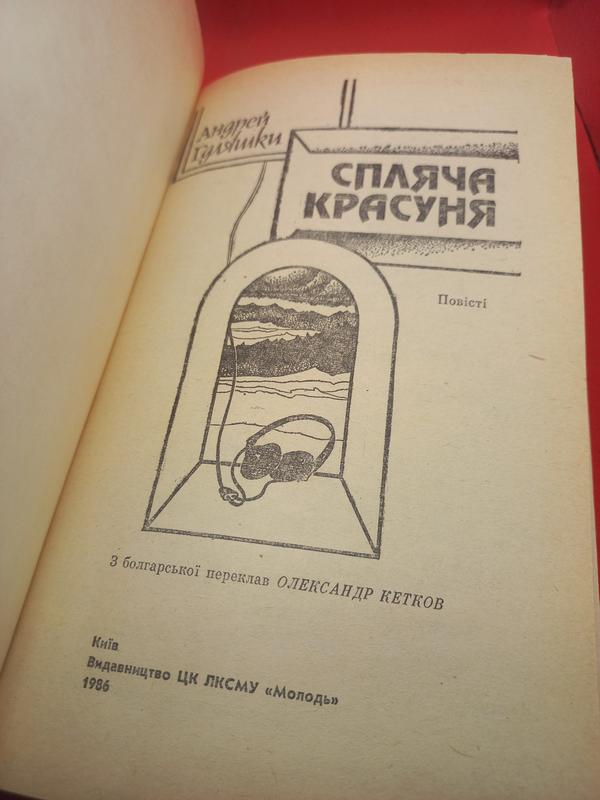 Андрей
Гуляшки
СПЛЯЧА
КРАСУНЯ
Повісті
З болгарської переклав ОЛЕКСАНДР КЕТКОВ
Київ
Видавництво ЦК ЛКСМУ «Молодь»
1986